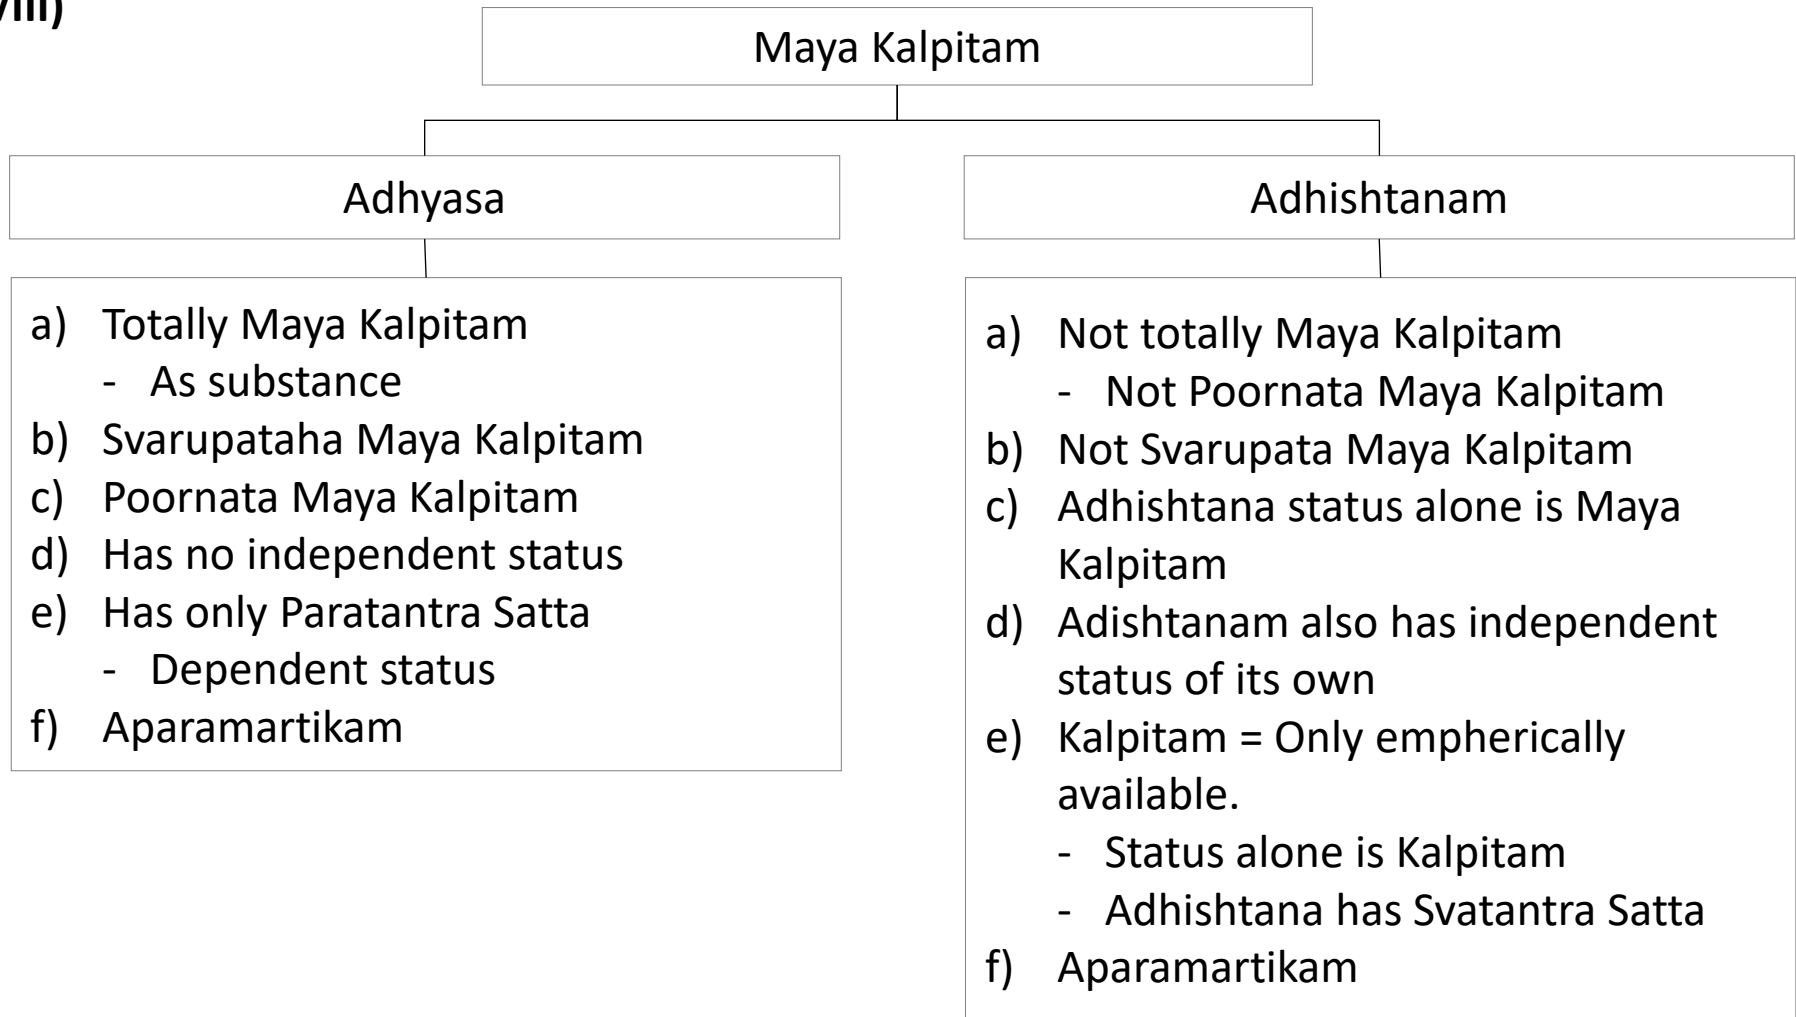 viii)
Maya Kalpitam
Adhyasa
a) Totally Maya Kalpitam
- As substance
b) Svarupataha Maya Kalpitam
c) Poornata Maya Kalpitam
d) Has no independent status
e) Has only Paratantra Satta
- Dependent status
f) Aparamartikam
Adhishtanam
a) Not totally Maya Kalpitam
- Not Poornata Maya Kalpitam
b) Not Svarupata Maya Kalpitam
c) Adhishtana status alone is Maya
Kalpitam
d) Adishtanam also has independent
status of its own
e) Kalpitam = Only empherically
available.
- Status alone is Kalpitam
- Adhishtana has Svatantra Satta
f) Aparamartikam